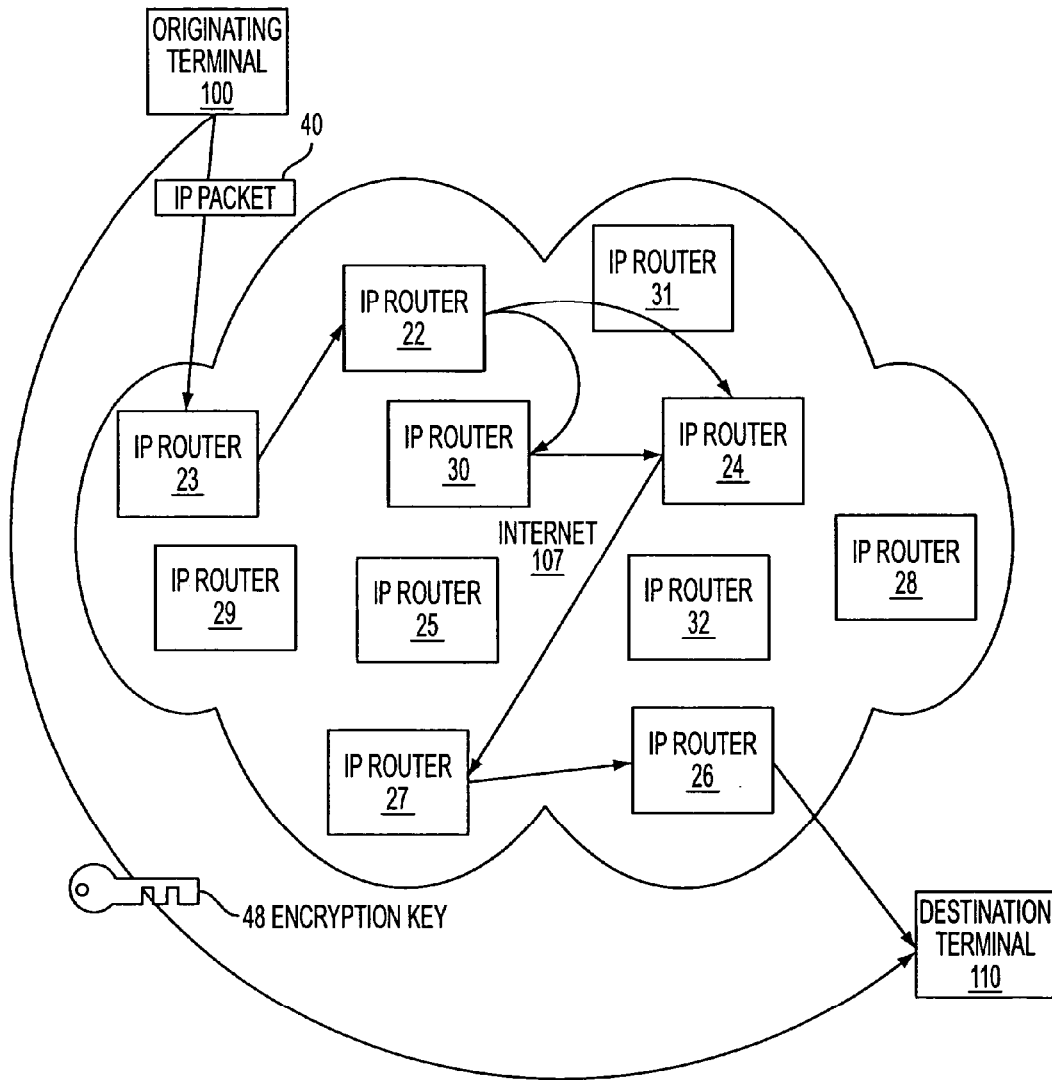 ORIGINATING
TERMINAL
100
40
IP PACKET
IP ROUTER
31
IP ROUTER
22
IP ROUTER
23
IP ROUTER
30
IP ROUTER
24
INTERNET
107
IP ROUTER
28
IP ROUTER
29
IP ROUTER
25
IP ROUTER
32
IP ROUTER
27
IP ROUTER
26
48 ENCRYPTION KEY
DESTINATION
TERMINAL
110